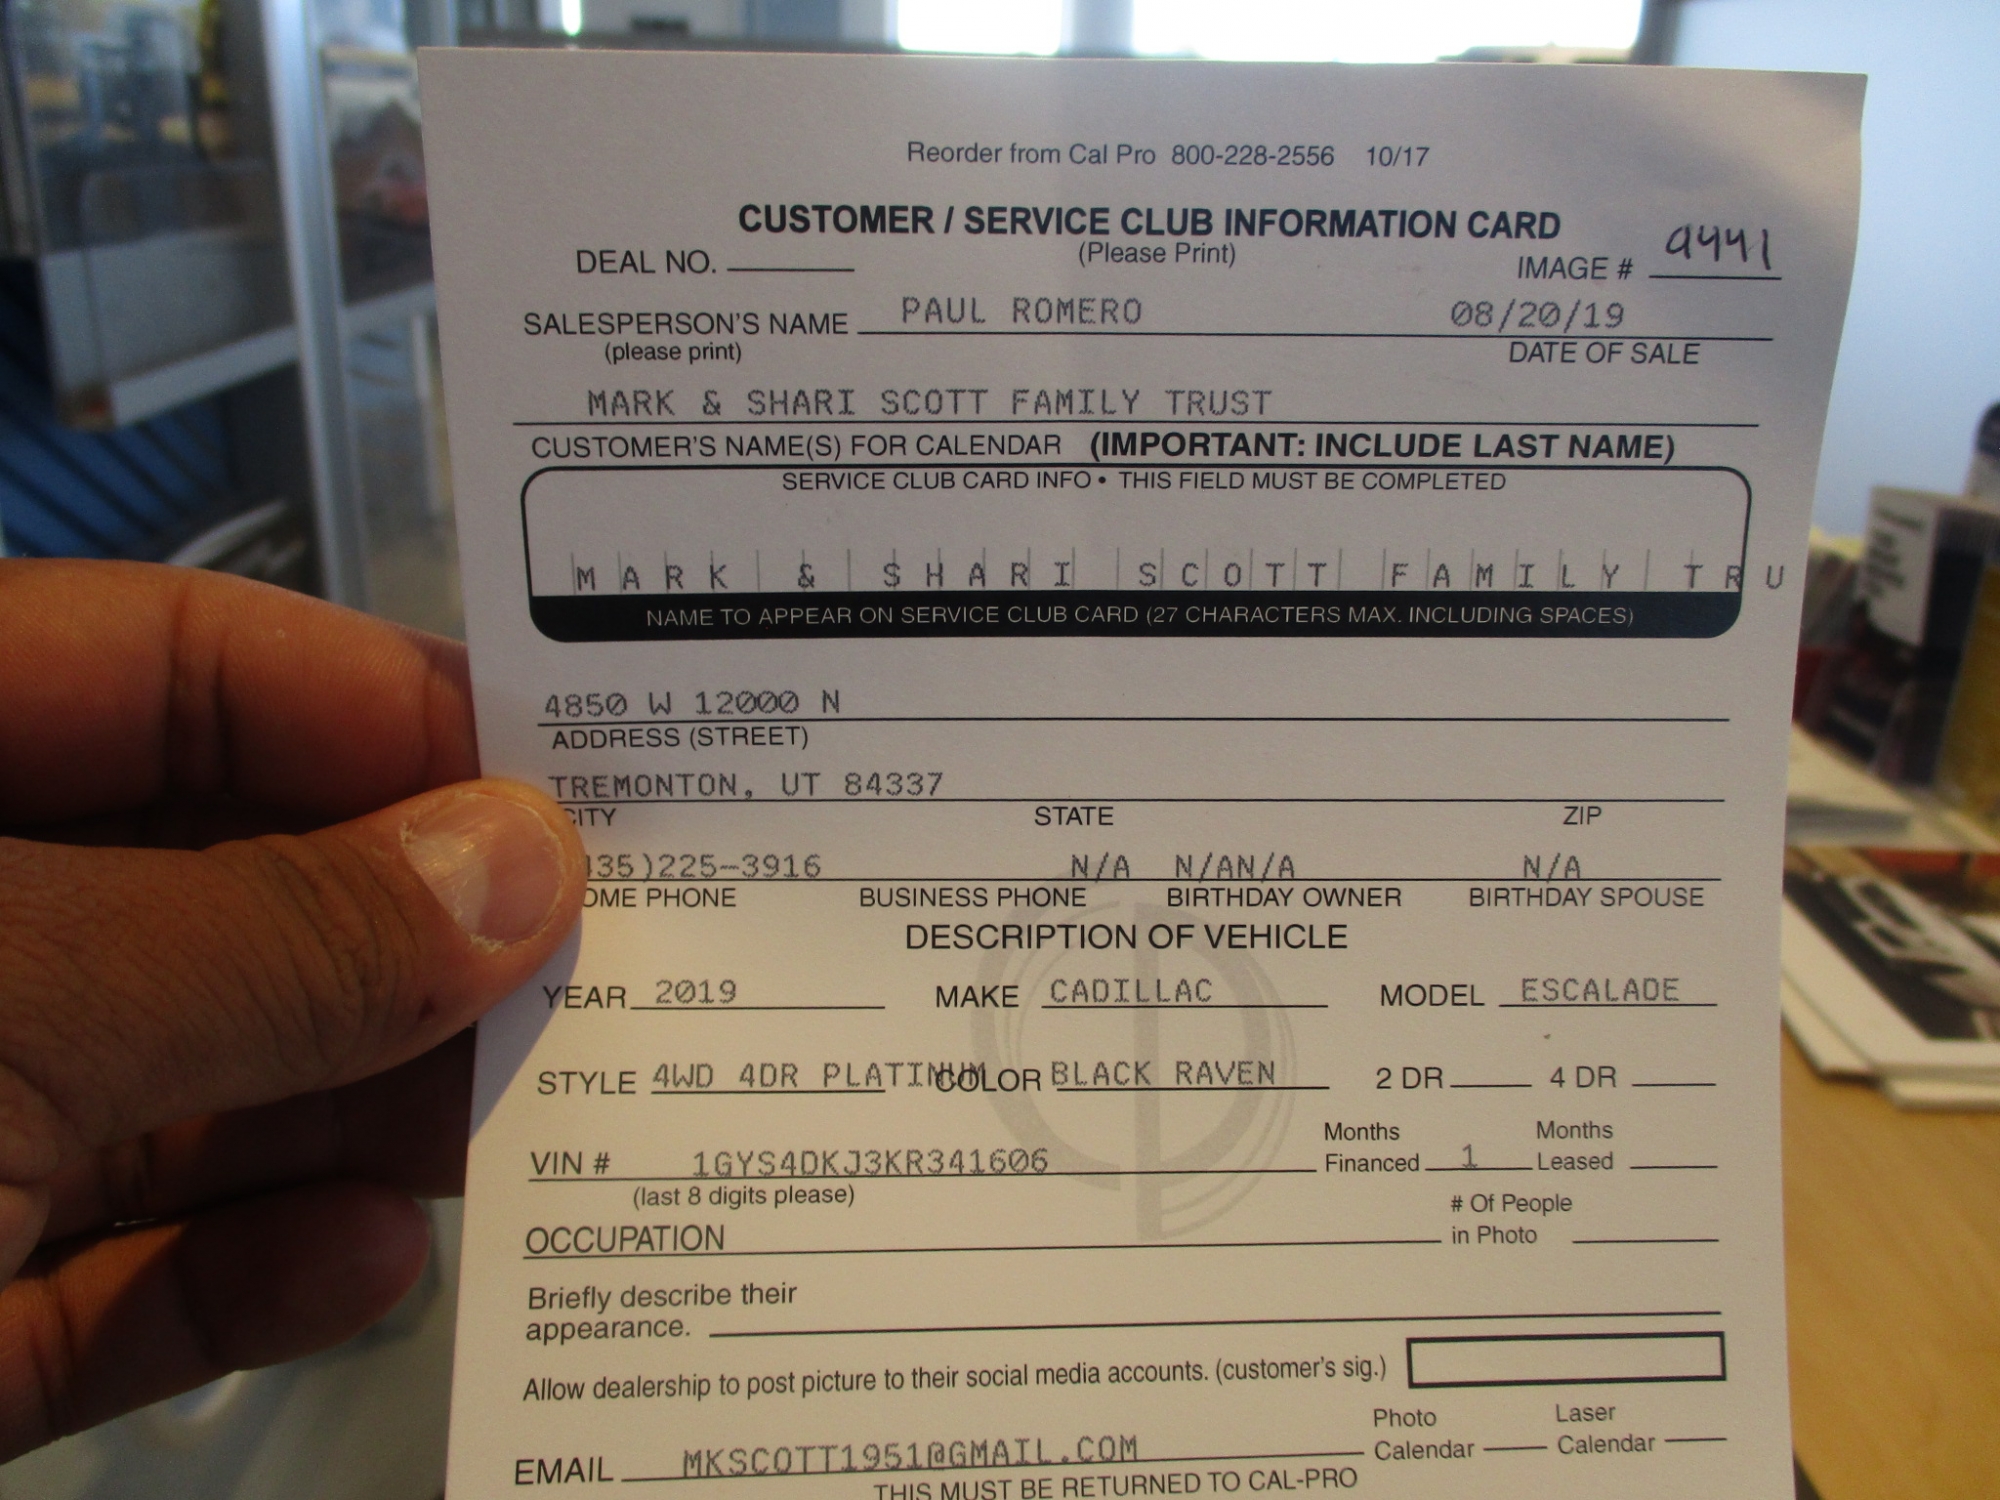 Reorder from Cal Pro 800-228-2556 10/17
CUSTOMER / SERVICE CLUB INFORMATION CARD
(Please Print)
DEAL NO. IMAGE # 9441
SALESPERSON'S NAME PAUL ROMERO 08/20/19
(please print) DATE OF SALE
MARK & SHARI SCOTT FAMILY TRUST
CUSTOMER'S NAME(S) FOR CALENDAR (IMPORTANT: INCLUDE LAST NAME)
SERVICE CLUB CARD INFO • THIS FIELD MUST BE COMPLETED
MARK & SHARI SCOTT FAMILY TRU
NAME TO APPEAR ON SERVICE CLUB CARD (27 CHARACTERS MAX. INCLUDING SPACES)
4850 W 12000 N
ADDRESS (STREET)
TREMONTON, UT 84337
CITY STATE ZIP
35)225-3916 N/A N/AN/A N/A
OME PHONE BUSINESS PHONE BIRTHDAY OWNER BIRTHDAY SPOUSE
DESCRIPTION OF VEHICLE
YEAR 2019 MAKE CADILLAC MODEL ESCALADE
STYLE 4WD 4DR PLATINUM COLOR BLACK RAVEN 2 DR 4 DR
Months Months
VIN # 1GYS4DKJ3KR341606 Financed 1 Leased
(last 8 digits please) # Of People
OCCUPATION in Photo
Briefly describe their
appearance.
Allow dealership to post picture to their social media accounts. (customer's sig.)
Photo Laser
Calendar Calendar
EMAIL MKSCOTT1951@GMAIL.COM
THIS MUST BE RETURNED TO CAL-PRO